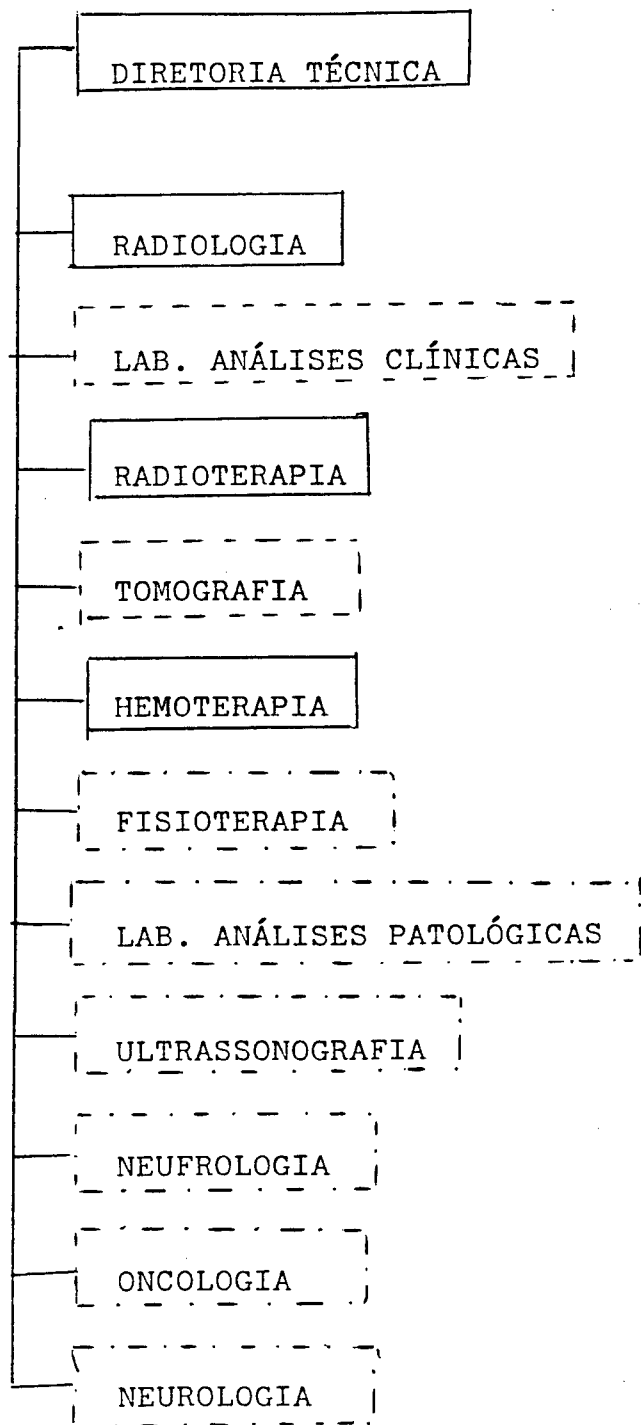 DIRETORIA TÉCNICA
RADIOLOGIA
LAB. ANÁLISES CLÍNICAS
RADIOTERAPIA
TOMOGRAFIA
HEMOTERAPIA
FISIOTERAPIA
LAB. ANÁLISES PATOLÓGICAS
ULTRASSONOGRAFIA
NEUFROLOGIA
ONCOLOGIA
NEUROLOGIA